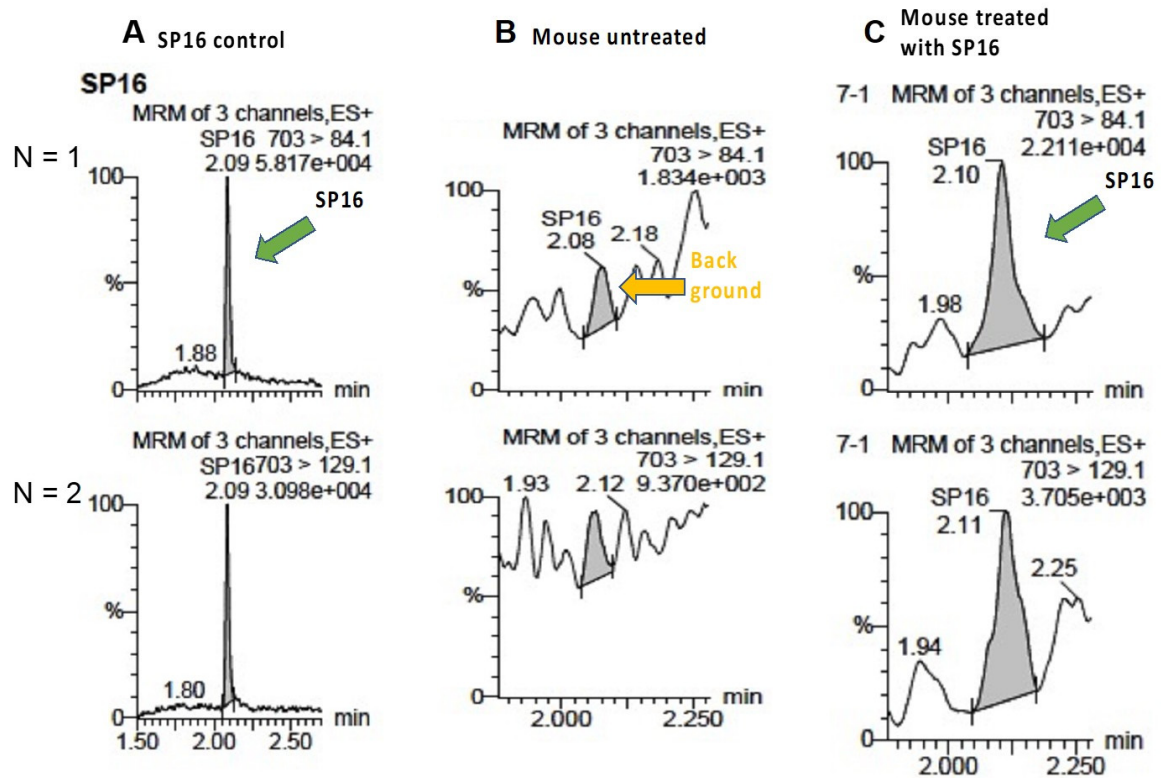 A SP16 control
SP16
MRM of 3 channels,ES+
SP16 703 > 84.1
2.09 5.817e+004
N = 1
100
SP16
%
1.88
0
min
MRM of 3 channels,ES+
SP16703 > 129.1
2.09 3.098e+004
N = 2
100
%
1.80
0
min
1.50 2.00 2.50
B Mouse untreated
MRM of 3 channels,ES+
703 > 84.1
1.834e+003
100
SP16
2.08
2.18
Back
ground
%
0
min
MRM of 3 channels,ES+
703 > 129.1
1.93 2.12 9.370e+002
100
%
0
min
2.000 2.250
C Mouse treated
with SP16
7-1 MRM of 3 channels,ES+
703 > 84.1
SP16 2.211e+004
100
2.10
SP16
%
1.98
0
min
7-1 MRM of 3 channels,ES+
703 > 129.1
SP16 3.705e+003
100
2.11
2.25
%
1.94
0
min
2.000 2.250